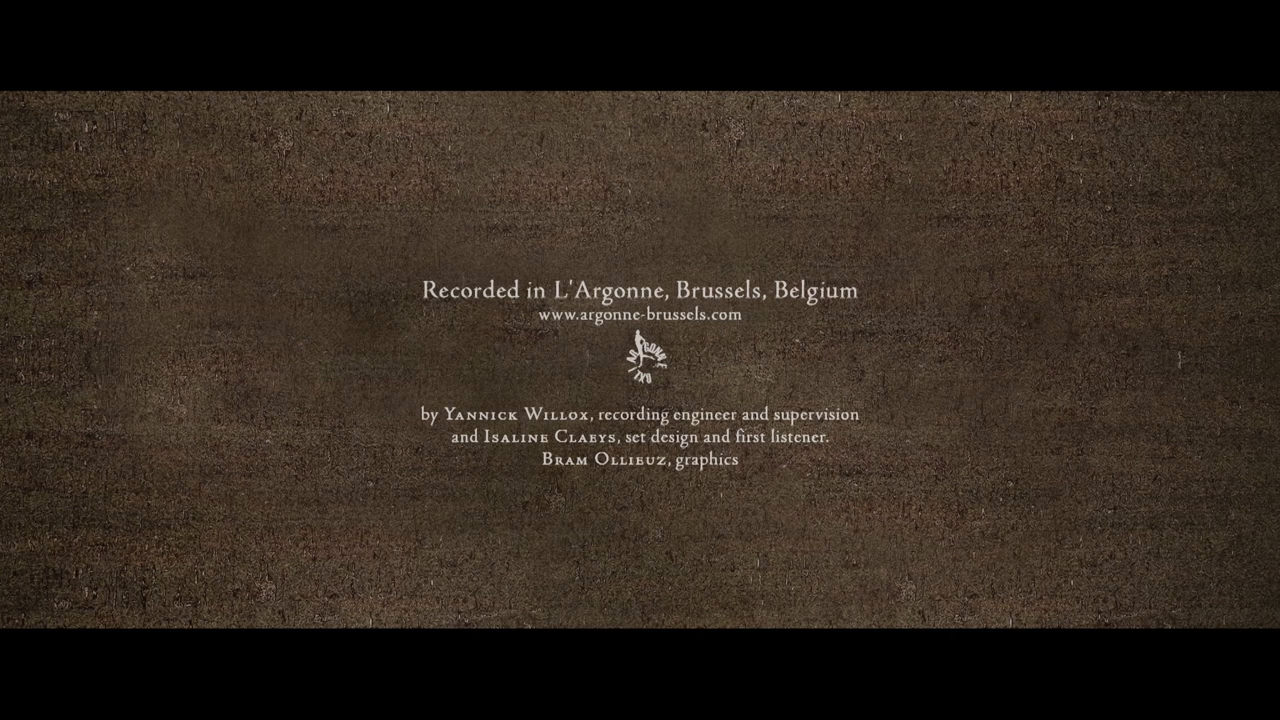 Recorded in L'Argonne, Brussels, Belgium
www.argonne-brussels.com
by Yannick Willox, recording engineer and supervision
and Isaline Claeys, set design and first listener.
Bram Ollieuz, graphics